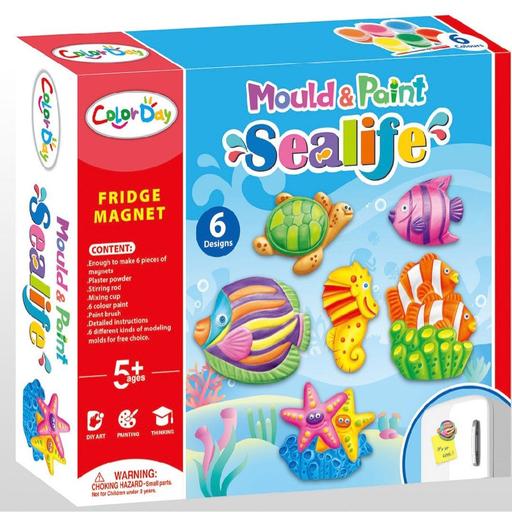 6
Colours
Color Day
Mould & Paint
Sealife
6
Designs
Color Day
FRIDGE
MAGNET
CONTENT:
.Enough to make 6 pieces of
magnets
.Plaster powder
.Stirring rod
.Mixing cup
.6 colour paint
.Paint brush
.Detailed instructions
.6 different kinds of modeling
molds for free choice.
5+
ages
DIY ART
PAINTING
THINKING
WARNING:
CHOKING HAZARD-Small parts.
Not for Children under 3 years.
Mould & Paint
Sealife